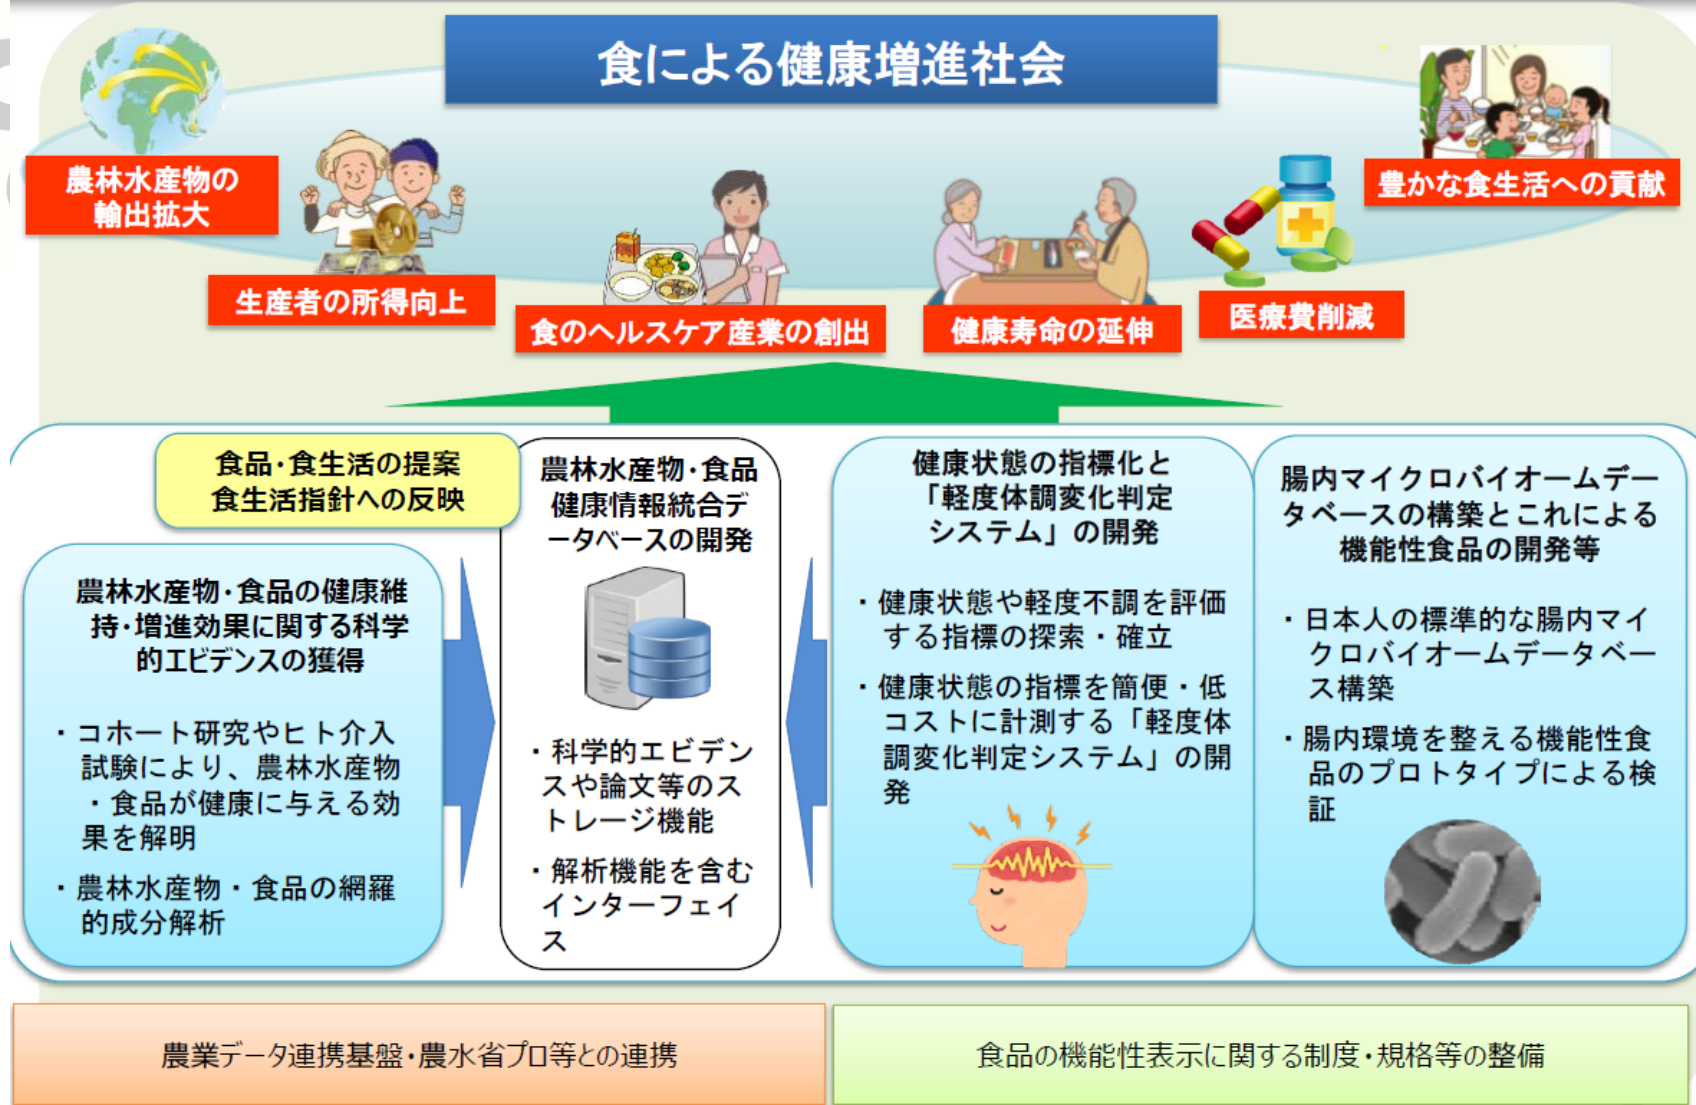 食による健康増進社会
農林水産物の
輸出拡大
生産者の所得向上
食のヘルスケア産業の創出
健康寿命の延伸
医療費削減
豊かな食生活への貢献
食品・食生活の提案
食生活指針への反映
農林水産物・食品の健康維
持・増進効果に関する科学
的エビデンスの獲得
・コホート研究やヒト介入
試験により、農林水産物
・食品が健康に与える効
果を解明
・農林水産物・食品の網羅
的成分解析
農林水産物・食品
健康情報統合デ
ータベースの開発
・科学的エビデン
スや論文等のス
トレージ機能
・解析機能を含む
インターフェイ
ス
健康状態の指標化と
「軽度体調変化判定
システム」の開発
・健康状態や軽度不調を評価
する指標の探索・確立
・健康状態の指標を簡便・低
コストに計測する「軽度体
調変化判定システム」の開
発
腸内マイクロバイオームデー
タベースの構築とこれによる
機能性食品の開発等
・日本人の標準的な腸内マイ
クロバイオームデータベー
ス構築
・腸内環境を整える機能性食
品のプロトタイプによる検
証
農業データ連携基盤・農水省プロ等との連携
食品の機能性表示に関する制度・規格等の整備